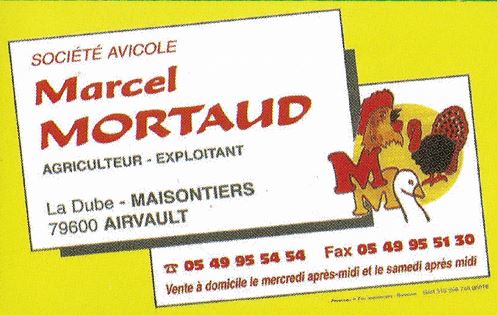 SOCIÉTÉ AVICOLE
Marcel
MORTAUD
AGRICULTEUR - EXPLOITANT
La Dube - MAISONTIERS
79600 AIRVAULT
M
M
☎ 05 49 95 54 54 Fax 05 49 95 51 30
Vente à domicile le mercredi après-midi et le samedi après midi